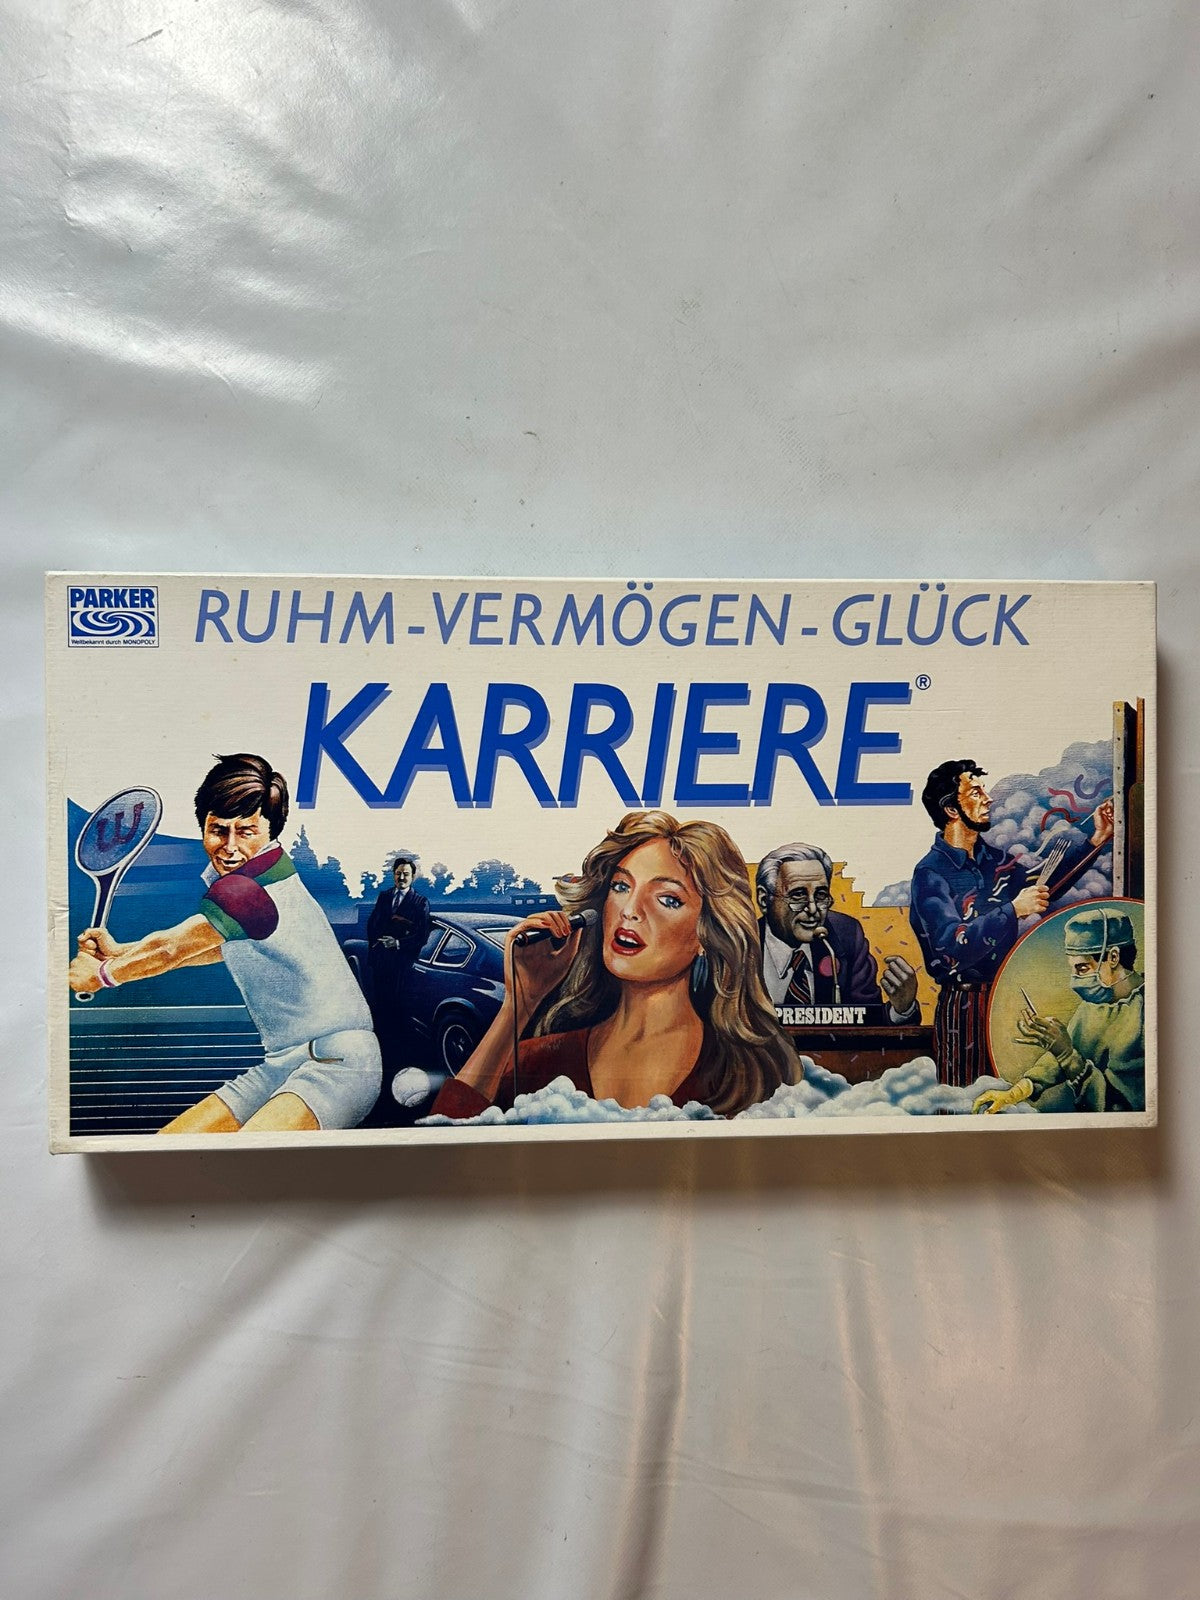 PARKER
Weltbekannt durch MONOPOLY
RUHM-VERMÖGEN-GLÜCK
KARRIERE®
W
PRESIDENT